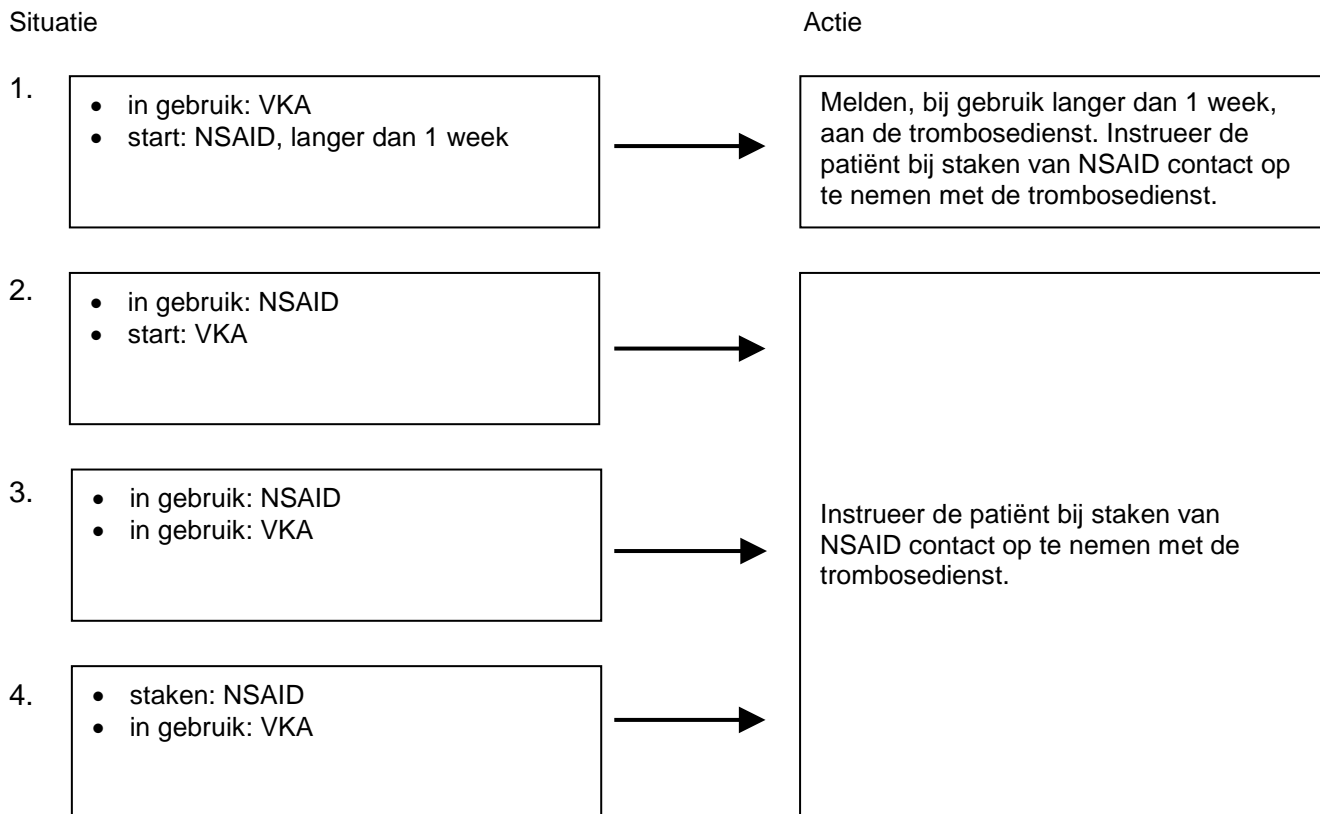 Situatie
Actie
1.
• in gebruik: VKA
• start: NSAID, langer dan 1 week
Melden, bij gebruik langer dan 1 week,
aan de trombosedienst. Instrueer de
patiënt bij staken van NSAID contact op
te nemen met de trombosedienst.
2.
• in gebruik: NSAID
• start: VKA
3.
• in gebruik: NSAID
• in gebruik: VKA
Instrueer de patiënt bij staken van
NSAID contact op te nemen met de
trombosedienst.
4.
• staken: NSAID
• in gebruik: VKA